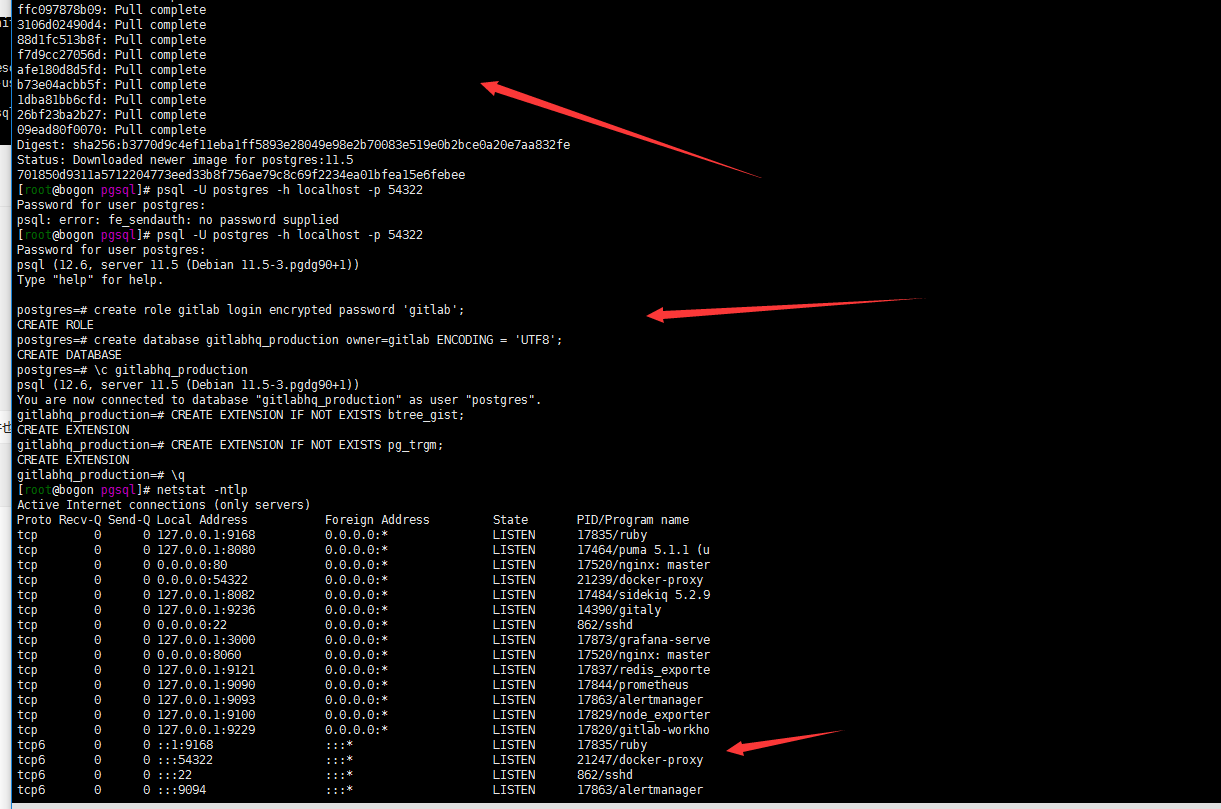 ffc097878b09: Pull complete
3106d02490d4: Pull complete
88d1fc513b8f: Pull complete
f7d9cc27056d: Pull complete
afe180d8d5fd: Pull complete
b73e04acbb5f: Pull complete
1dba81bb6cfd: Pull complete
26bf23ba2b27: Pull complete
09ead80f0070: Pull complete
Digest: sha256:b3770d9c4ef11eba1ff5893e28049e98e2b70083e519e0b2bce0a20e7aa832fe
Status: Downloaded newer image for postgres:11.5
701850d9311a5712204773eed33b8f756ae79c8c69f2234ea01bfea15e6febee
[root@bogon pgsql]# psql -U postgres -h localhost -p 54322
Password for user postgres:
psql: error: fe_sendauth: no password supplied
[root@bogon pgsql]# psql -U postgres -h localhost -p 54322
Password for user postgres:
psql (12.6, server 11.5 (Debian 11.5-3.pgdg90+1))
Type "help" for help.
postgres=# create role gitlab login encrypted password 'gitlab';
CREATE ROLE
postgres=# create database gitlabhq_production owner=gitlab ENCODING = 'UTF8';
CREATE DATABASE
postgres=# \c gitlabhq_production
psql (12.6, server 11.5 (Debian 11.5-3.pgdg90+1))
You are now connected to database "gitlabhq_production" as user "postgres".
gitlabhq_production=# CREATE EXTENSION IF NOT EXISTS btree_gist;
CREATE EXTENSION
gitlabhq_production=# CREATE EXTENSION IF NOT EXISTS pg_trgm;
CREATE EXTENSION
gitlabhq_production=# \q
[root@bogon pgsql]# netstat -ntlp
Active Internet connections (only servers)
Proto Recv-Q Send-Q Local Address Foreign Address State PID/Program name
tcp 0 0 127.0.0.1:9168 0.0.0.0:* LISTEN 17835/ruby
tcp 0 0 127.0.0.1:8080 0.0.0.0:* LISTEN 17464/puma 5.1.1 (u
tcp 0 0 0.0.0.0:80 0.0.0.0:* LISTEN 17520/nginx: master
tcp 0 0 0.0.0.0:54322 0.0.0.0:* LISTEN 21239/docker-proxy
tcp 0 0 127.0.0.1:8082 0.0.0.0:* LISTEN 17484/sidekiq 5.2.9
tcp 0 0 127.0.0.1:9236 0.0.0.0:* LISTEN 14390/gitaly
tcp 0 0 0.0.0.0:22 0.0.0.0:* LISTEN 862/sshd
tcp 0 0 127.0.0.1:3000 0.0.0.0:* LISTEN 17873/grafana-serve
tcp 0 0 0.0.0.0:8060 0.0.0.0:* LISTEN 17520/nginx: master
tcp 0 0 127.0.0.1:9121 0.0.0.0:* LISTEN 17837/redis_exporte
tcp 0 0 127.0.0.1:9090 0.0.0.0:* LISTEN 17844/prometheus
tcp 0 0 127.0.0.1:9093 0.0.0.0:* LISTEN 17863/alertmanager
tcp 0 0 127.0.0.1:9100 0.0.0.0:* LISTEN 17829/node_exporter
tcp 0 0 127.0.0.1:9229 0.0.0.0:* LISTEN 17820/gitlab-workho
tcp6 0 0 ::1:9168 :::* LISTEN 17835/ruby
tcp6 0 0 :::54322 :::* LISTEN 21247/docker-proxy
tcp6 0 0 :::22 :::* LISTEN 862/sshd
tcp6 0 0 :::9094 :::* LISTEN 17863/alertmanager